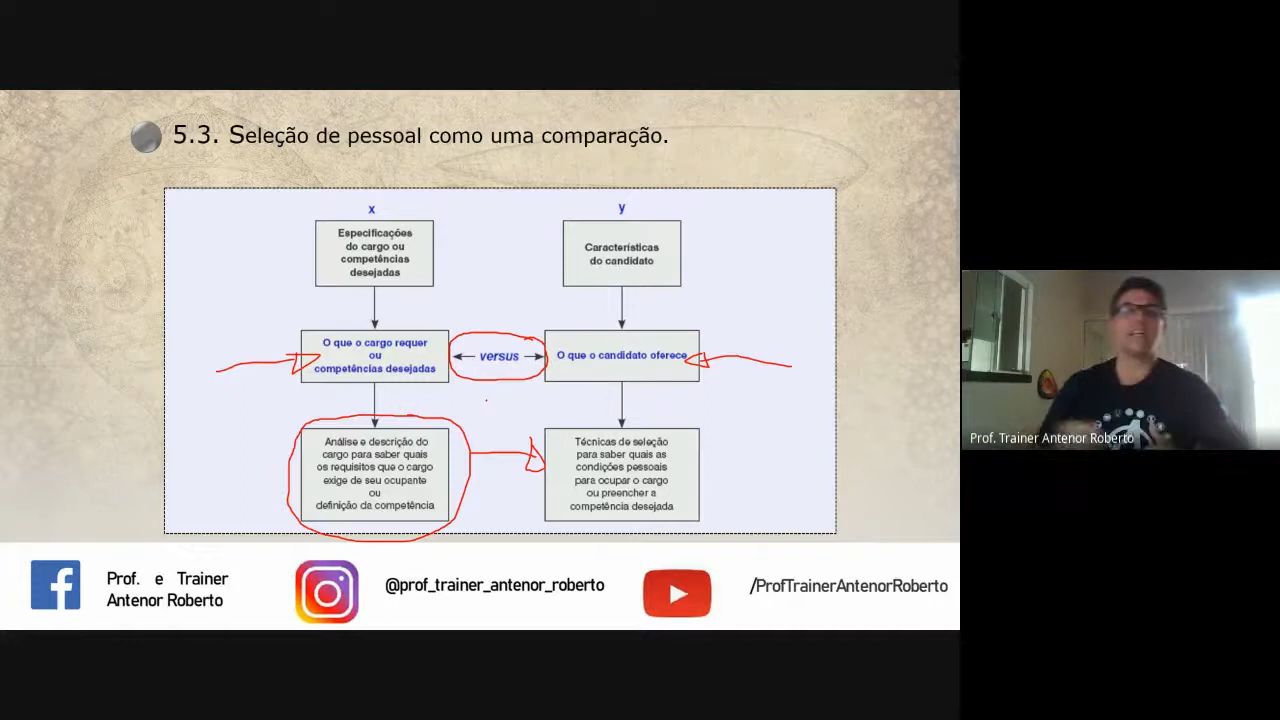 5.3. Seleção de pessoal como uma comparação.
x
Especificações
do cargo ou
competências
desejadas
y
Características
do candidato
O que o cargo requer
ou
competências desejadas
versus
O que o candidato oferece
Análise e descrição do
cargo para saber quais
os requisitos que o cargo
exige de seu ocupante
ou
definição da competência
Técnicas de seleção
para saber quais as
condições pessoais
para ocupar o cargo
ou preencher a
competência desejada
Prof. Trainer Antenor Roberto
Prof. e Trainer
Antenor Roberto
@prof_trainer_antenor_roberto
/ProfTrainerAntenorRoberto